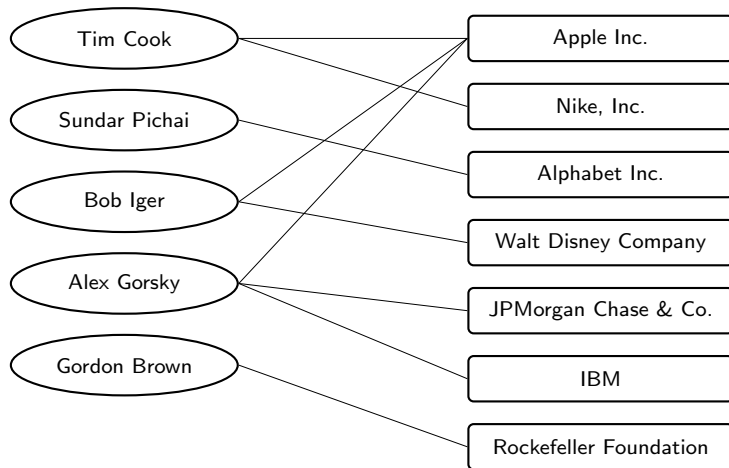 Tim Cook
Sundar Pichai
Bob Iger
Alex Gorsky
Gordon Brown
Apple Inc.
Nike, Inc.
Alphabet Inc.
Walt Disney Company
JPMorgan Chase & Co.
IBM
Rockefeller Foundation